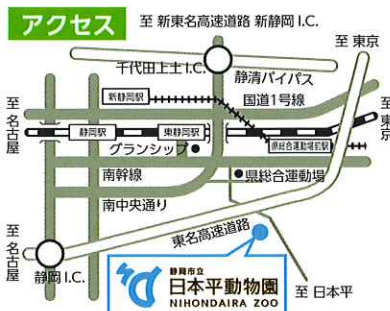 アクセス
至 新東名高速道路 新静岡 I.C.
至 東京
千代田上土 I.C.
静清バイパス
新静岡駅
国道1号線
至 名古屋
静岡駅
東静岡駅
県総合運動場前駅
至 東京
グランシップ
南幹線
県総合運動場
南中央通り
至 名古屋
東名高速道路
静岡 I.C.
静岡市立
日本平動物園
NIHONDAIRA ZOO
至 日本平